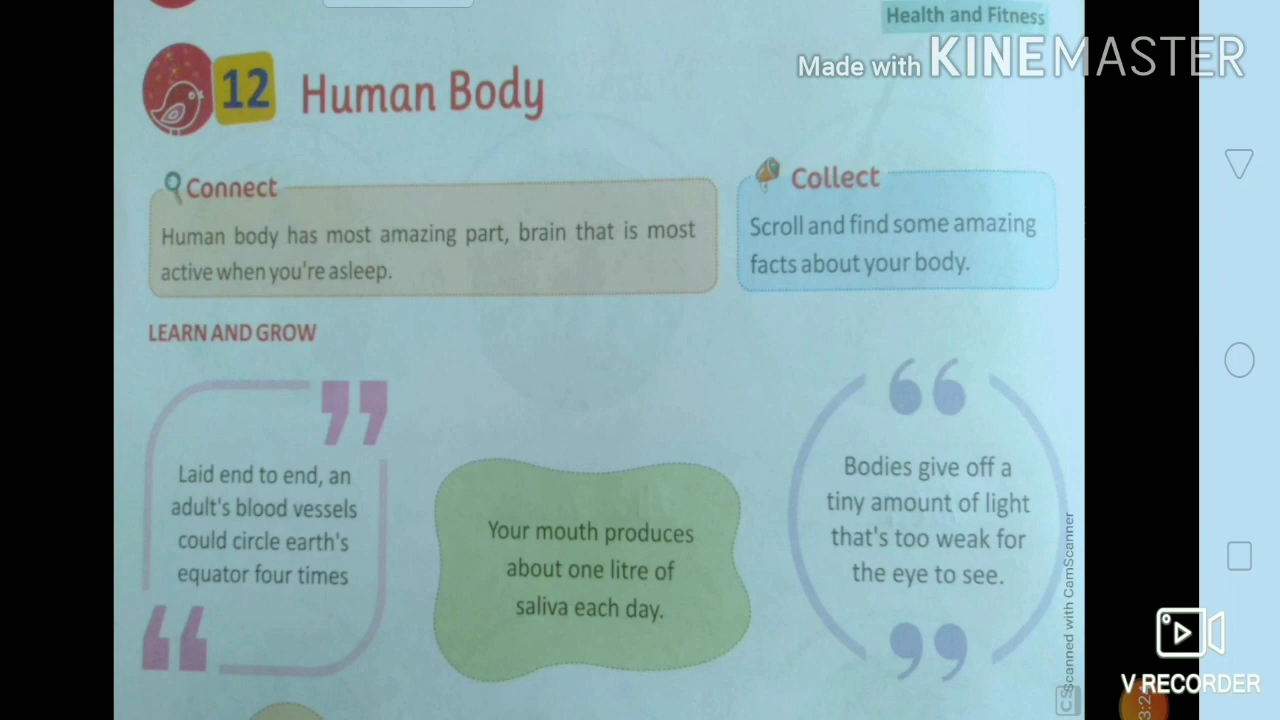 Health and Fitness
Made with KINEMASTER
12 Human Body
Connect
Human body has most amazing part, brain that is most
active when you're asleep.
Collect
Scroll and find some amazing
facts about your body.
LEARN AND GROW
Laid end to end, an
adult's blood vessels
could circle earth's
equator four times
Your mouth produces
about one litre of
saliva each day.
Bodies give off a
tiny amount of light
that's too weak for
the eye to see.
CS Scanned with CamScanner
V RECORDER